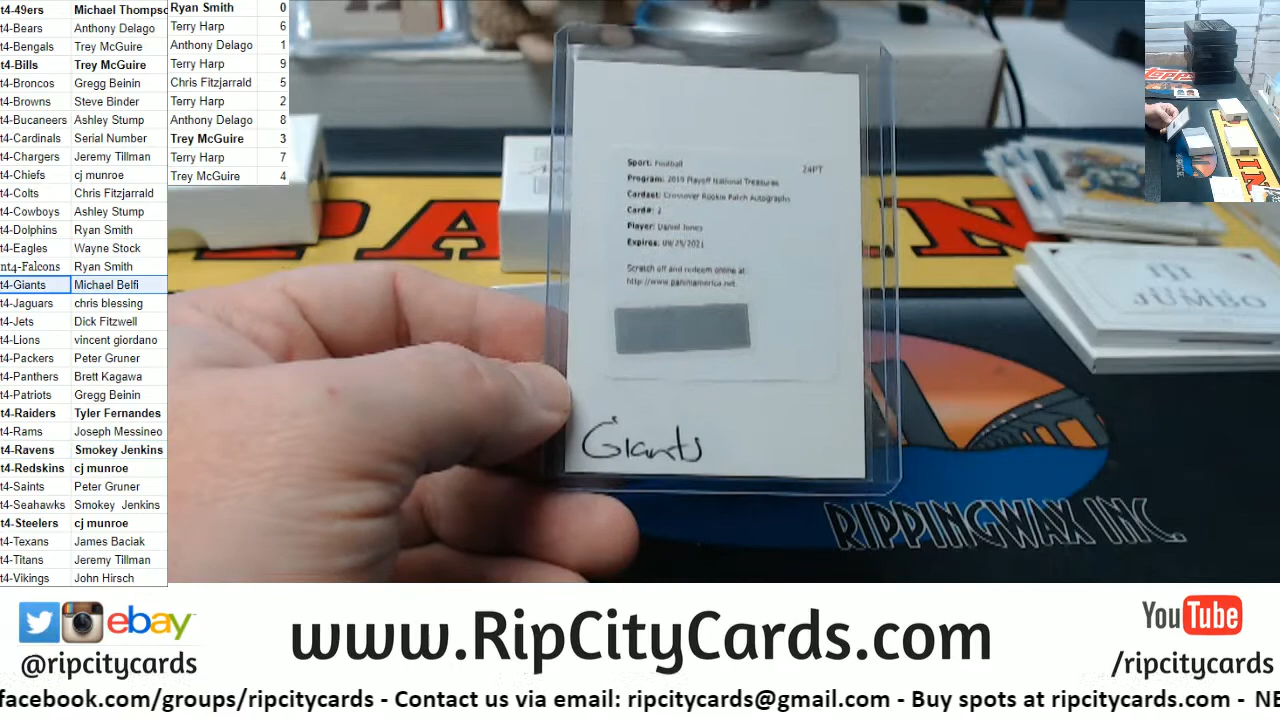 t4-49ers Michael Thompsc
t4-Bears Anthony Delago
t4-Bengals Trey McGuire
t4-Bills Trey McGuire
t4-Broncos Gregg Beinin
t4-Browns Steve Binder
t4-Bucaneers Ashley Stump
t4-Cardinals Serial Number
t4-Chargers Jeremy Tillman
t4-Chiefs cj munroe
t4-Colts Chris Fitzjarrald
t4-Cowboys Ashley Stump
t4-Dolphins Ryan Smith
t4-Eagles Wayne Stock
nt4-Falcons Ryan Smith
t4-Giants Michael Belfi
t4-Jaguars chris blessing
t4-Jets Dick Fitzwell
t4-Lions vincent giordano
t4-Packers Peter Gruner
t4-Panthers Brett Kagawa
t4-Patriots Gregg Beinin
t4-Raiders Tyler Fernandes
t4-Rams Joseph Messineo
t4-Ravens Smokey Jenkins
t4-Redskins cj munroe
t4-Saints Peter Gruner
t4-Seahawks Smokey Jenkins
t4-Steelers cj munroe
t4-Texans James Baciak
t4-Titans Jeremy Tillman
t4-Vikings John Hirsch
Ryan Smith 0
Terry Harp 6
Anthony Delago 1
Terry Harp 9
Chris Fitzjarrald 5
Terry Harp 2
Anthony Delago 8
Trey McGuire 3
Terry Harp 7
Trey McGuire 4
Sport: Football
24PT
Program: 2019 Playoff National Treasures
Cardset: Crossover Rookie Patch Autographs
Card#: 2
Player: Daniel Jones
Expires: 09/25/2021
Scratch off and redeem online at:
http://www.paniniamerica.net.
Giants
JUMBO
RIPPINGWAX INC.
ebay
@ripcitycards
www.RipCityCards.com
YouTube
/ripcitycards
facebook.com/groups/ripcitycards - Contact us via email: ripcitycards@gmail.com - Buy spots at ripcitycards.com - NE